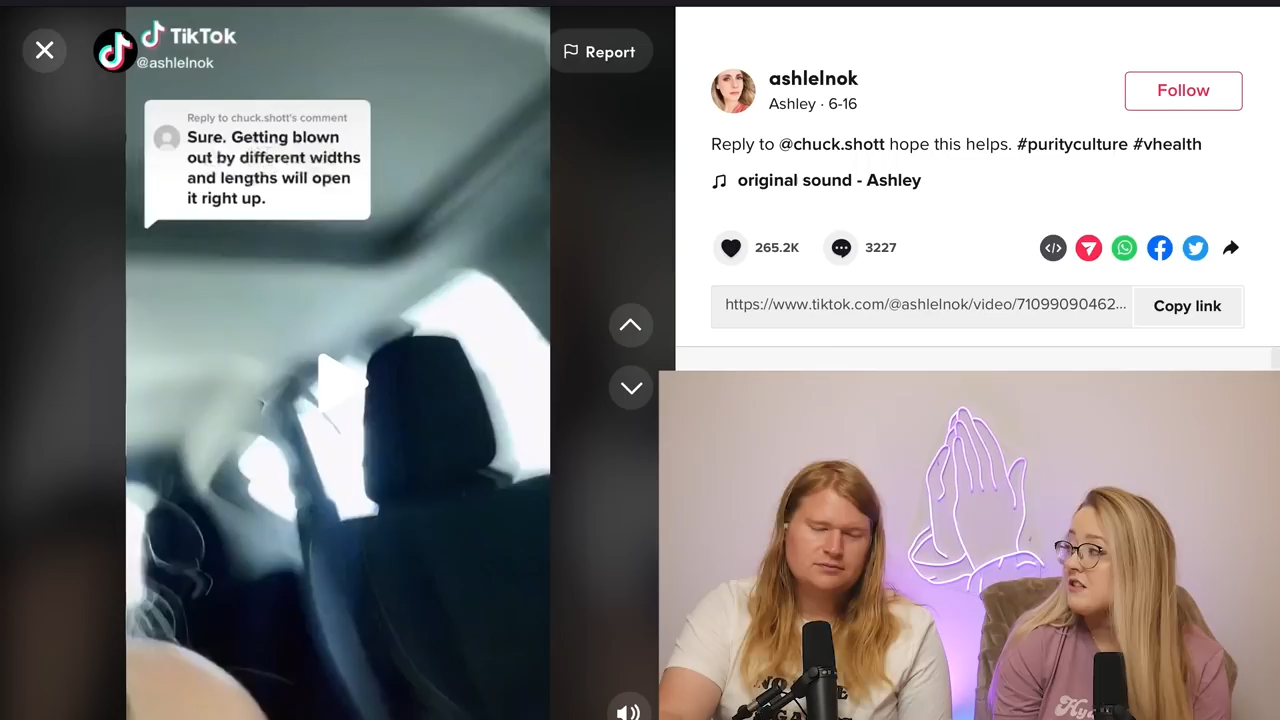 TikTok
@ashlelnok
Report
Reply to chuck.shott's comment
Sure. Getting blown
out by different widths
and lengths will open
it right up.
ashlelnok
Ashley · 6-16
Follow
Reply to @chuck.shott hope this helps. #purityculture #vhealth
original sound - Ashley
265.2K
3227
https://www.tiktok.com/@ashlelnok/video/71099090462...
Copy link